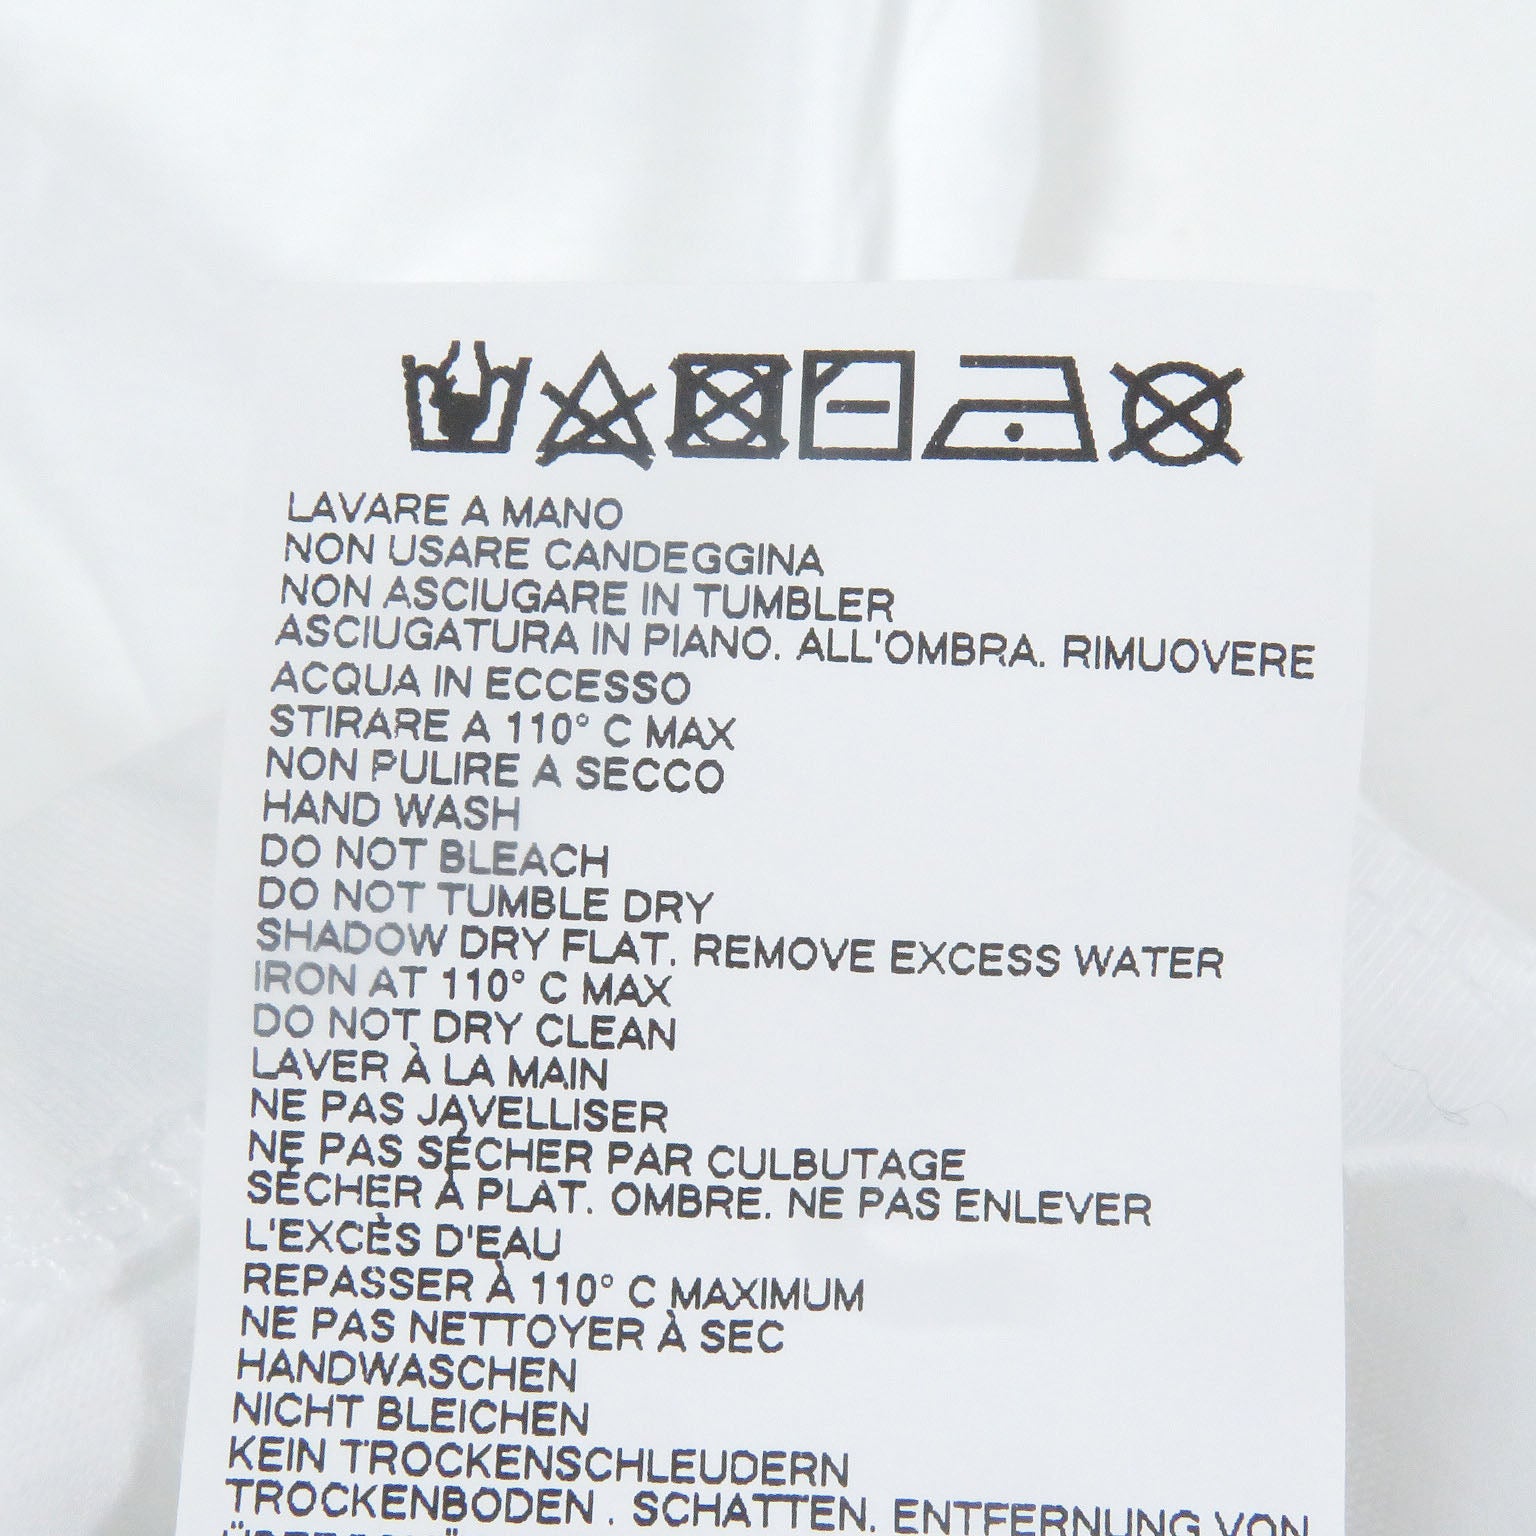 LAVARE A MANO
NON USARE CANDEGGINA
NON ASCIUGARE IN TUMBLER
ASCIUGATURA IN PIANO. ALL'OMBRA. RIMUOVERE
ACQUA IN ECCESSO
STIRARE A 110° C MAX
NON PULIRE A SECCO
HAND WASH
DO NOT BLEACH
DO NOT TUMBLE DRY
SHADOW DRY FLAT. REMOVE EXCESS WATER
IRON AT 110° C MAX
DO NOT DRY CLEAN
LAVER À LA MAIN
NE PAS JAVELLISER
NE PAS SÉCHER PAR CULBUTAGE
SÉCHER À PLAT. OMBRE. NE PAS ENLEVER
L'EXCÈS D'EAU
REPASSER À 110° C MAXIMUM
NE PAS NETTOYER À SEC
HANDWASCHEN
NICHT BLEICHEN
KEIN TROCKENSCHLEUDERN
TROCKENBODEN . SCHATTEN. ENTFERNUNG VON